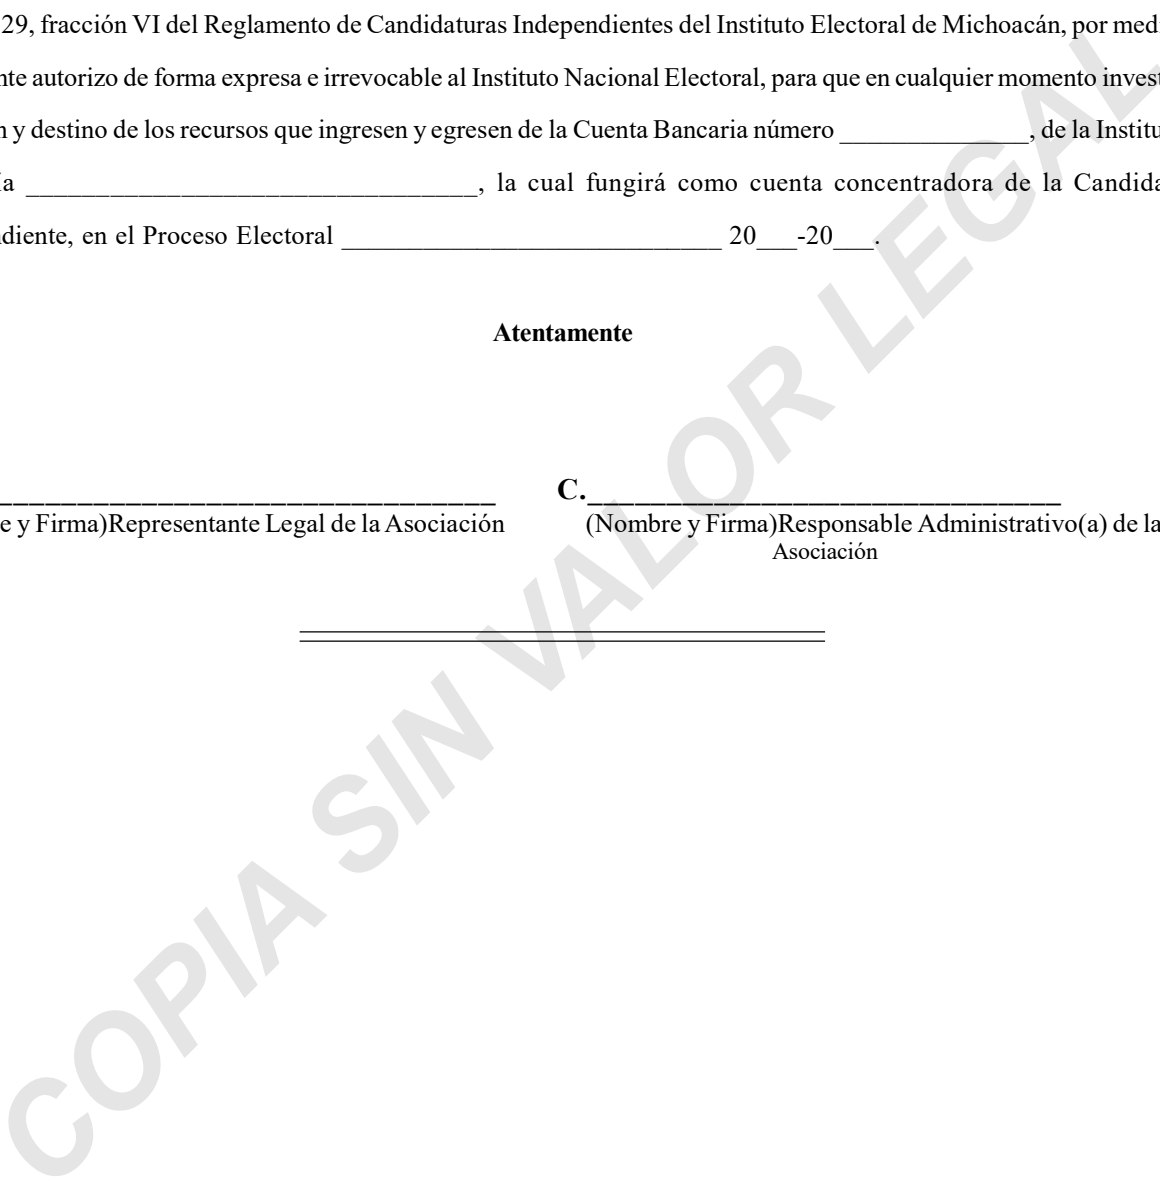 29, fracción VI del Reglamento de Candidaturas Independientes del Instituto Electoral de Michoacán, por med
nte autorizo de forma expresa e irrevocable al Instituto Nacional Electoral, para que en cualquier momento invest
n y destino de los recursos que ingresen y egresen de la Cuenta Bancaria número ______________, de la Institu
ía ________________________________, la cual fungirá como cuenta concentradora de la Candida
ndiente, en el Proceso Electoral ____________________________ 20___-20___.
Atentamente
________________________________ C.______________________________
e y Firma)Representante Legal de la Asociación (Nombre y Firma)Responsable Administrativo(a) de la
Asociación
COPIA SIN VALOR LEGAL